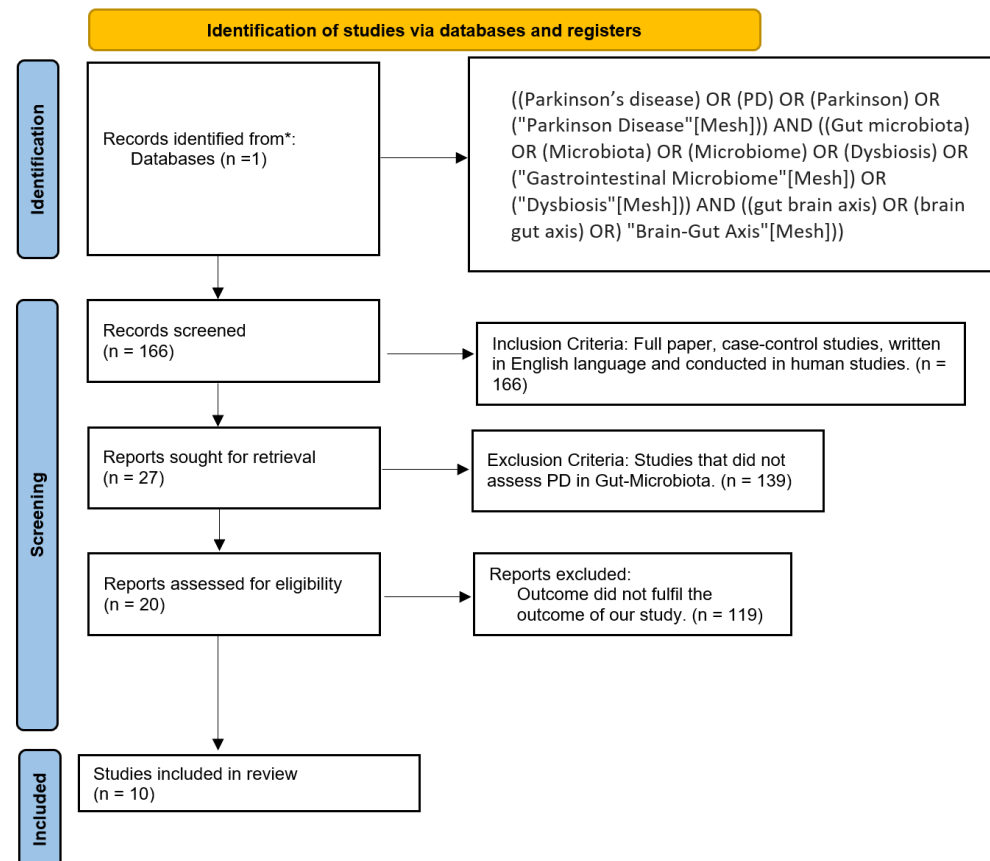 Identification of studies via databases and registers
Identification
Records identified from*:
Databases (n =1)
((Parkinson’s disease) OR (PD) OR (Parkinson) OR
("Parkinson Disease"[Mesh])) AND ((Gut microbiota)
OR (Microbiota) OR (Microbiome) OR (Dysbiosis) OR
("Gastrointestinal Microbiome"[Mesh]) OR
("Dysbiosis"[Mesh])) AND ((gut brain axis) OR (brain
gut axis) OR) "Brain-Gut Axis"[Mesh]))
Screening
Records screened
(n = 166)
Inclusion Criteria: Full paper, case-control studies, written
in English language and conducted in human studies. (n =
166)
Reports sought for retrieval
(n = 27)
Exclusion Criteria: Studies that did not
assess PD in Gut-Microbiota. (n = 139)
Reports assessed for eligibility
(n = 20)
Reports excluded:
Outcome did not fulfil the
outcome of our study. (n = 119)
Included
Studies included in review
(n = 10)